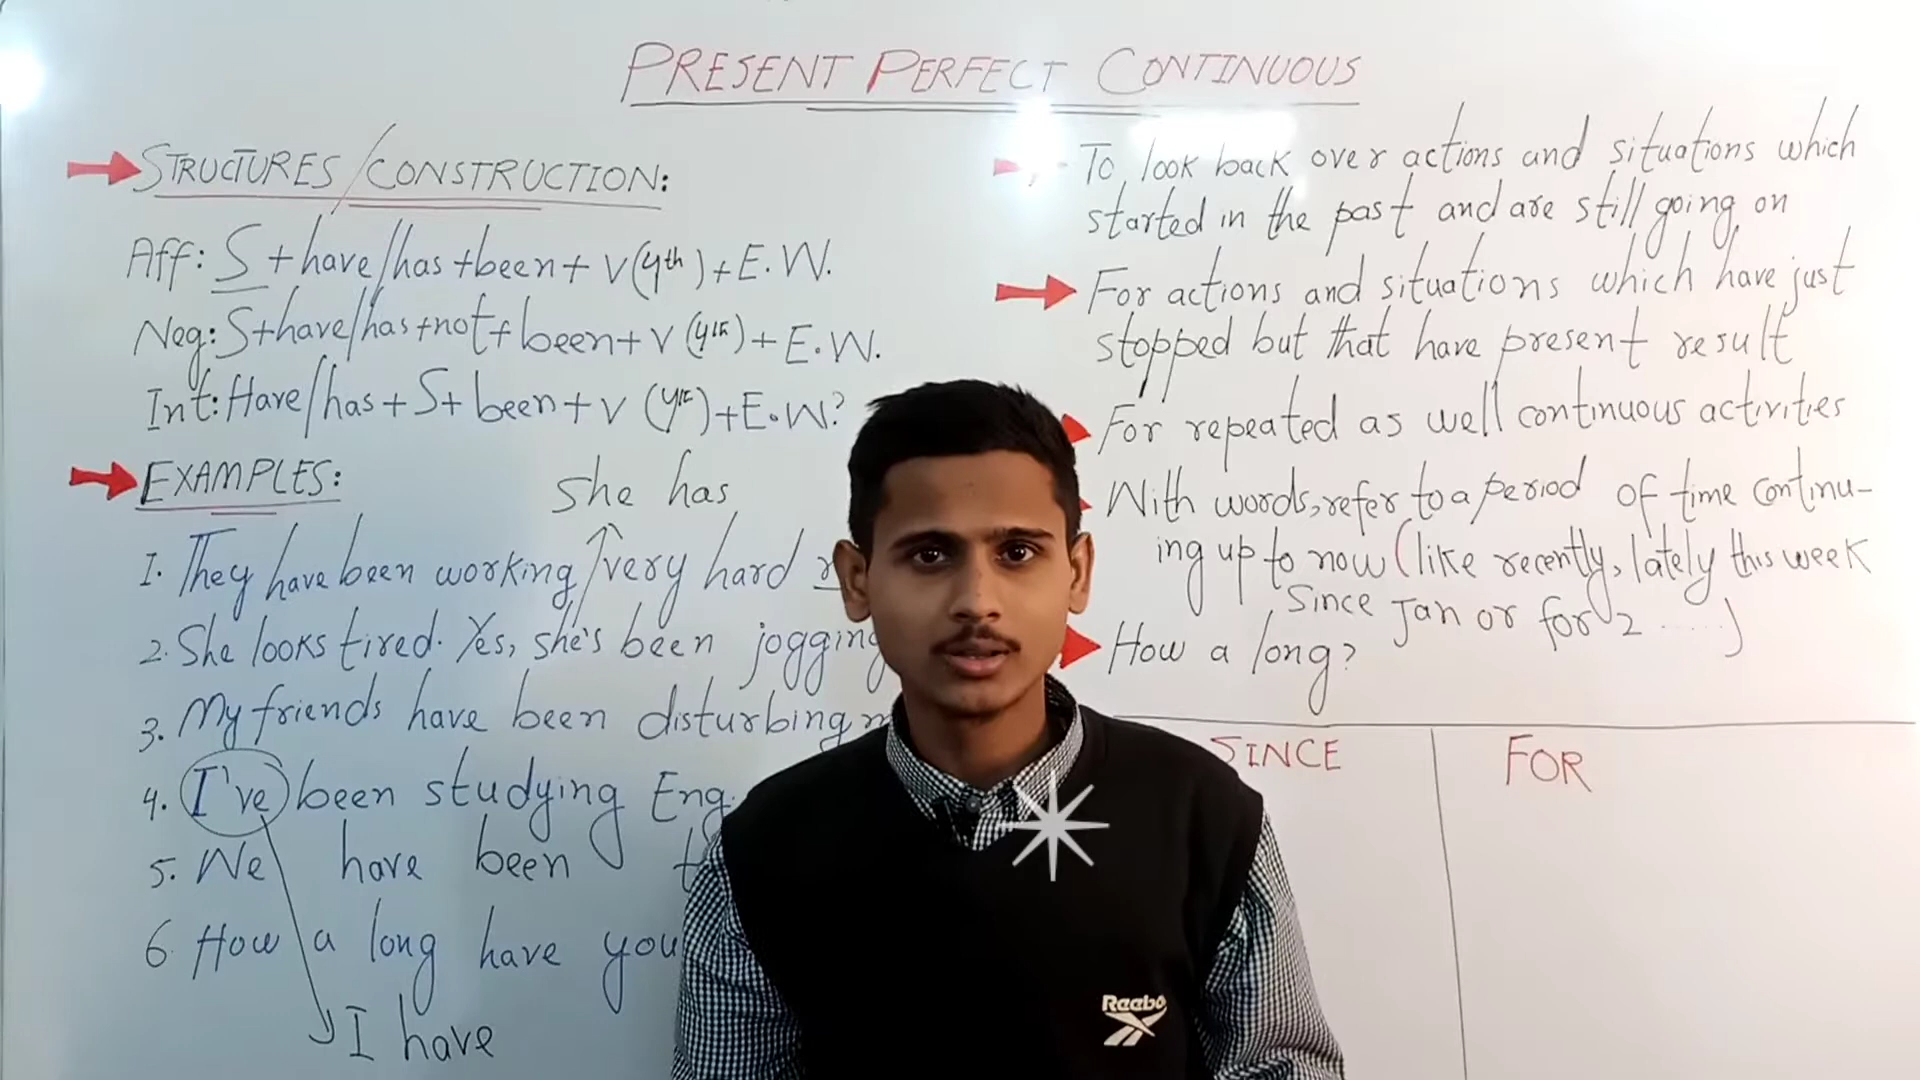 PRESENT PERFECT CONTINUOUS
STRUCTURES/CONSTRUCTION:
Aff: S+have/has+been+V(4th)+E.W.
Neg: S+have/has+not+been+V(4th)+E.W.
Int: Have/has+S+been+V(4th)+E.W?
EXAMPLES:
She has
1. They have been working very hard
2. She looks tired. Yes, she's been jogging
3. My friends have been disturbing
4. I've been studying Eng.
5. We have been
6. How a long have you
I have
To look back over actions and situations which
started in the past and are still going on
For actions and situations which have just
stopped but that have present result
For repeated as well continuous activities
With words, refer to a period of time continu-
ing up to now (like recently, lately this week
Since Jan or for 2 ......)
How a long?
SINCE
FOR
Reebo